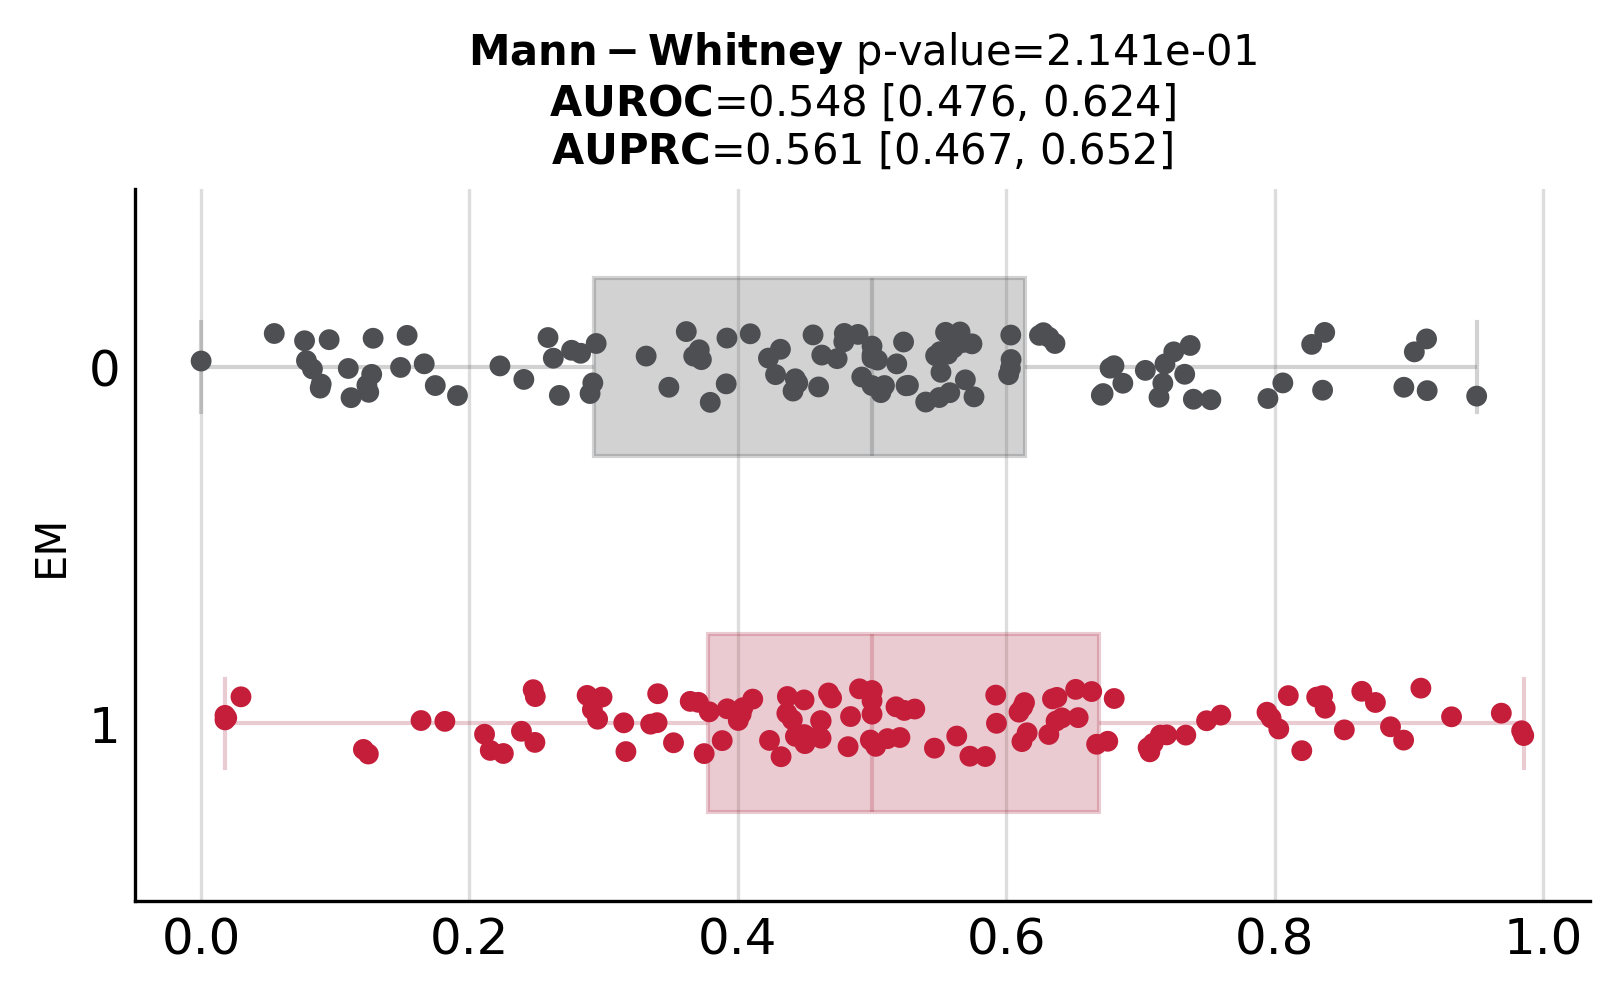 Mann − Whitney p-value=2.141e-01
AUROC=0.548 [0.476, 0.624]
AUPRC=0.561 [0.467, 0.652]
0
EM
1
0.0 0.2 0.4 0.6 0.8 1.0